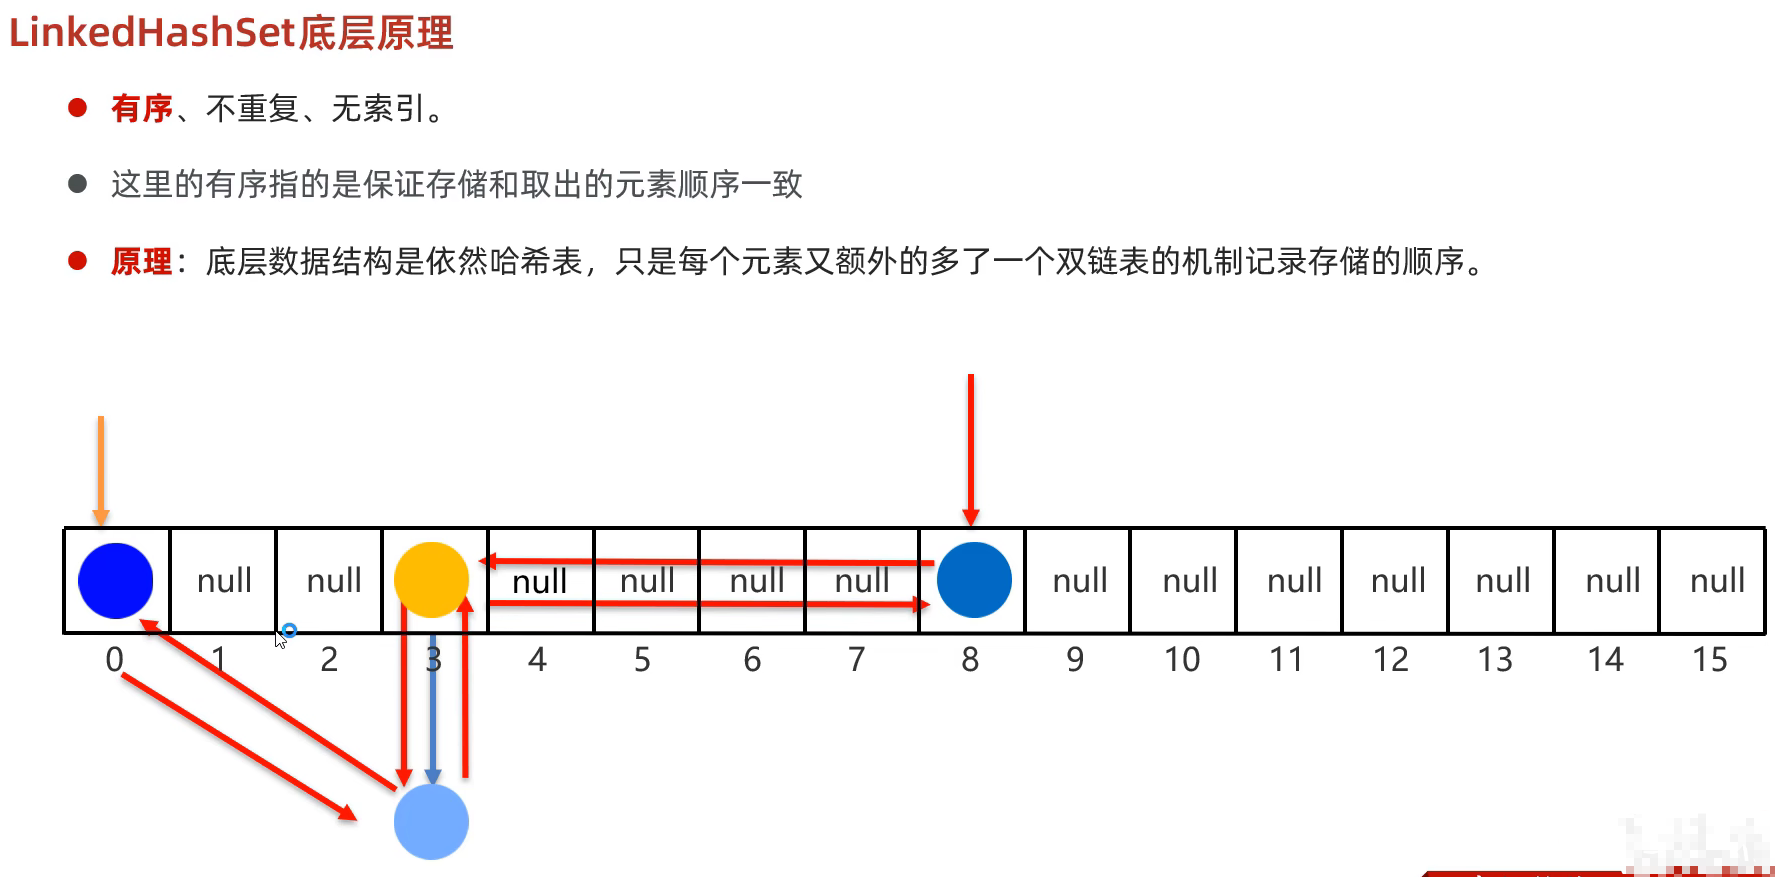 LinkedHashSet底层原理
有序、不重复、无索引。
这里的有序指的是保证存储和取出的元素顺序一致
原理：底层数据结构是依然哈希表，只是每个元素又额外的多了一个双链表的机制记录存储的顺序。
null null null null null null null null null null null null null
0 1 2 3 4 5 6 7 8 9 10 11 12 13 14 15